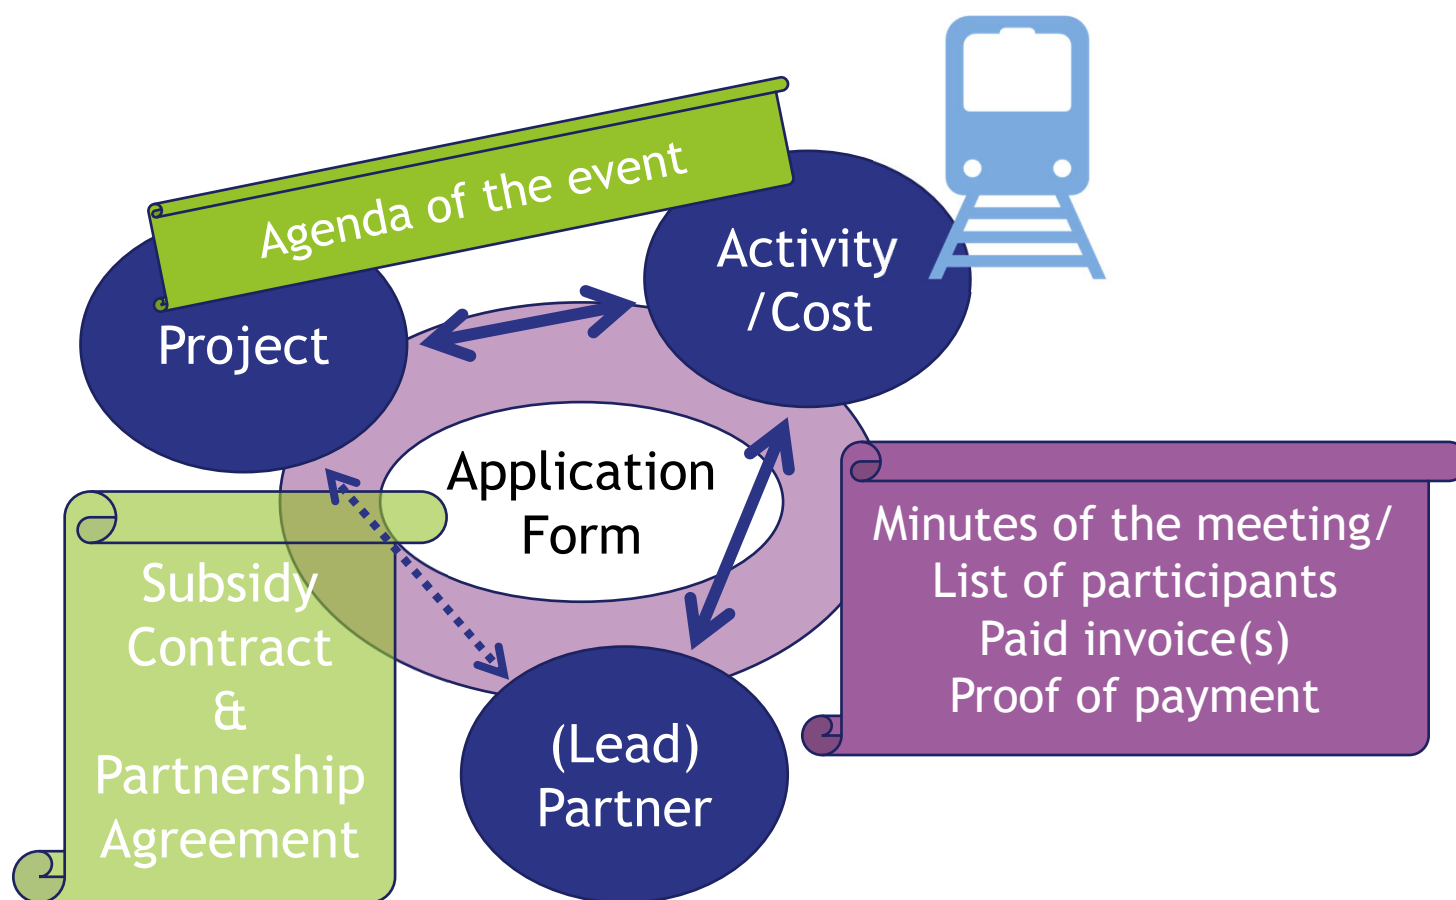 Agenda of the event
Activity
/Cost
Project
Application
Form
Minutes of the meeting/
List of participants
Paid invoice(s)
Proof of payment
Subsidy
Contract
&
Partnership
Agreement
(Lead)
Partner